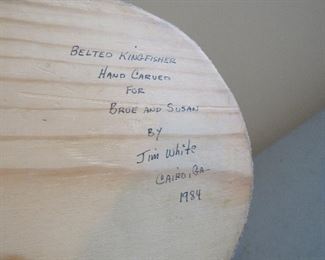 BELTED KINGFISHER
HAND CARVED
FOR
BRUE AND SUSAN
BY
Jim White
CAIRO, GA-
1984